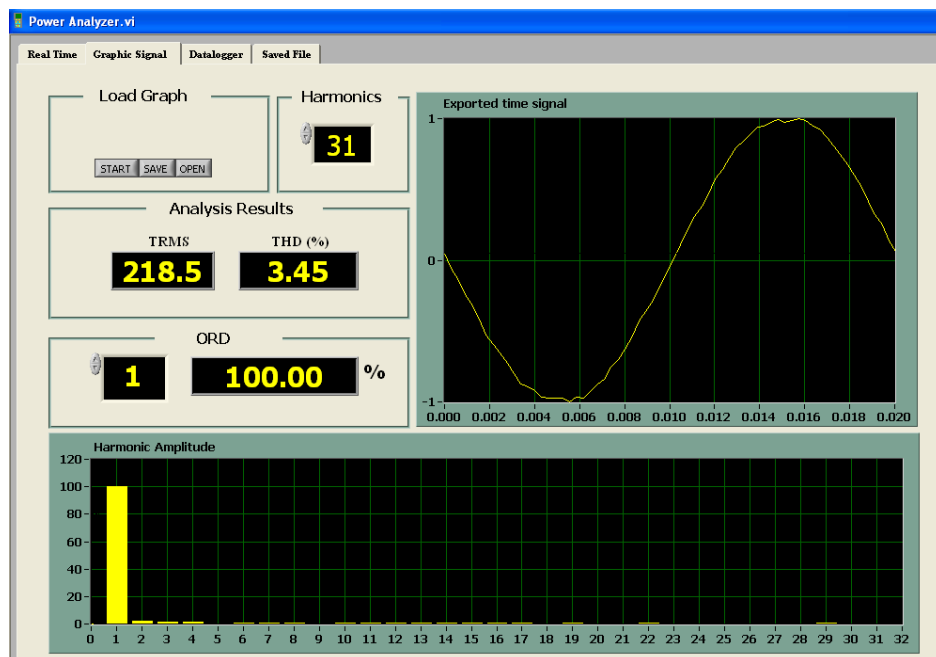 Power Analyzer.vi
Real Time Graphic Signal Datalogger Saved File
Load Graph
START SAVE OPEN
Harmonics
31
Analysis Results
TRMS THD (%)
218.5 3.45
ORD
1 100.00 %
Exported time signal
1
0
-1
0.000 0.002 0.004 0.006 0.008 0.010 0.012 0.014 0.016 0.018 0.020
Harmonic Amplitude
120
100
80
60
40
20
0
0 1 2 3 4 5 6 7 8 9 10 11 12 13 14 15 16 17 18 19 20 21 22 23 24 25 26 27 28 29 30 31 32